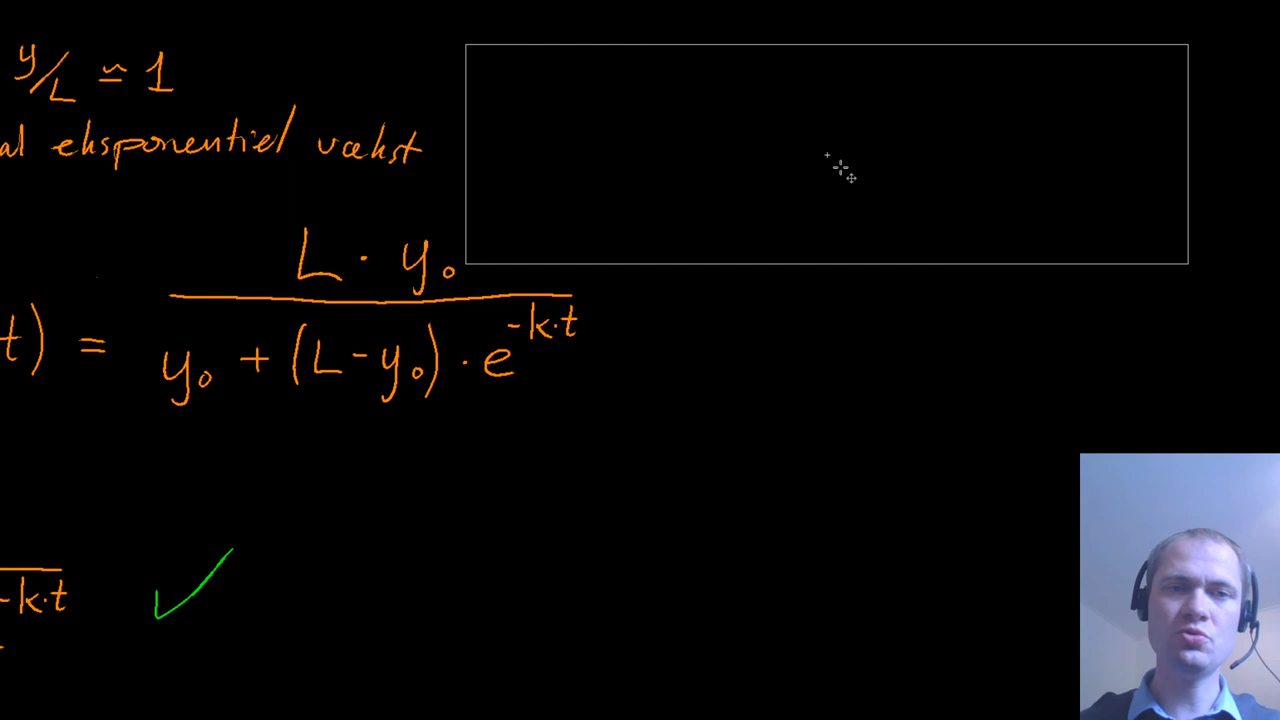 y/L ≃ 1
al eksponentiel vækst
t) = L · y₀ / y₀ + (L-y₀) · e^-k·t
-k·t